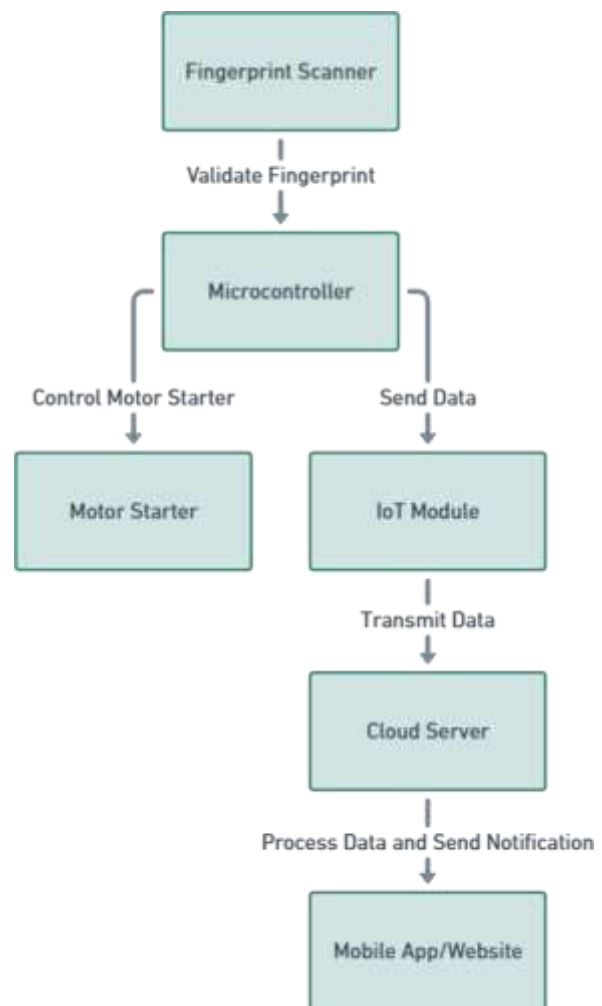 Fingerprint Scanner
Validate Fingerprint
Microcontroller
Control Motor Starter
Send Data
Motor Starter
IoT Module
Transmit Data
Cloud Server
Process Data and Send Notification
Mobile App/Website